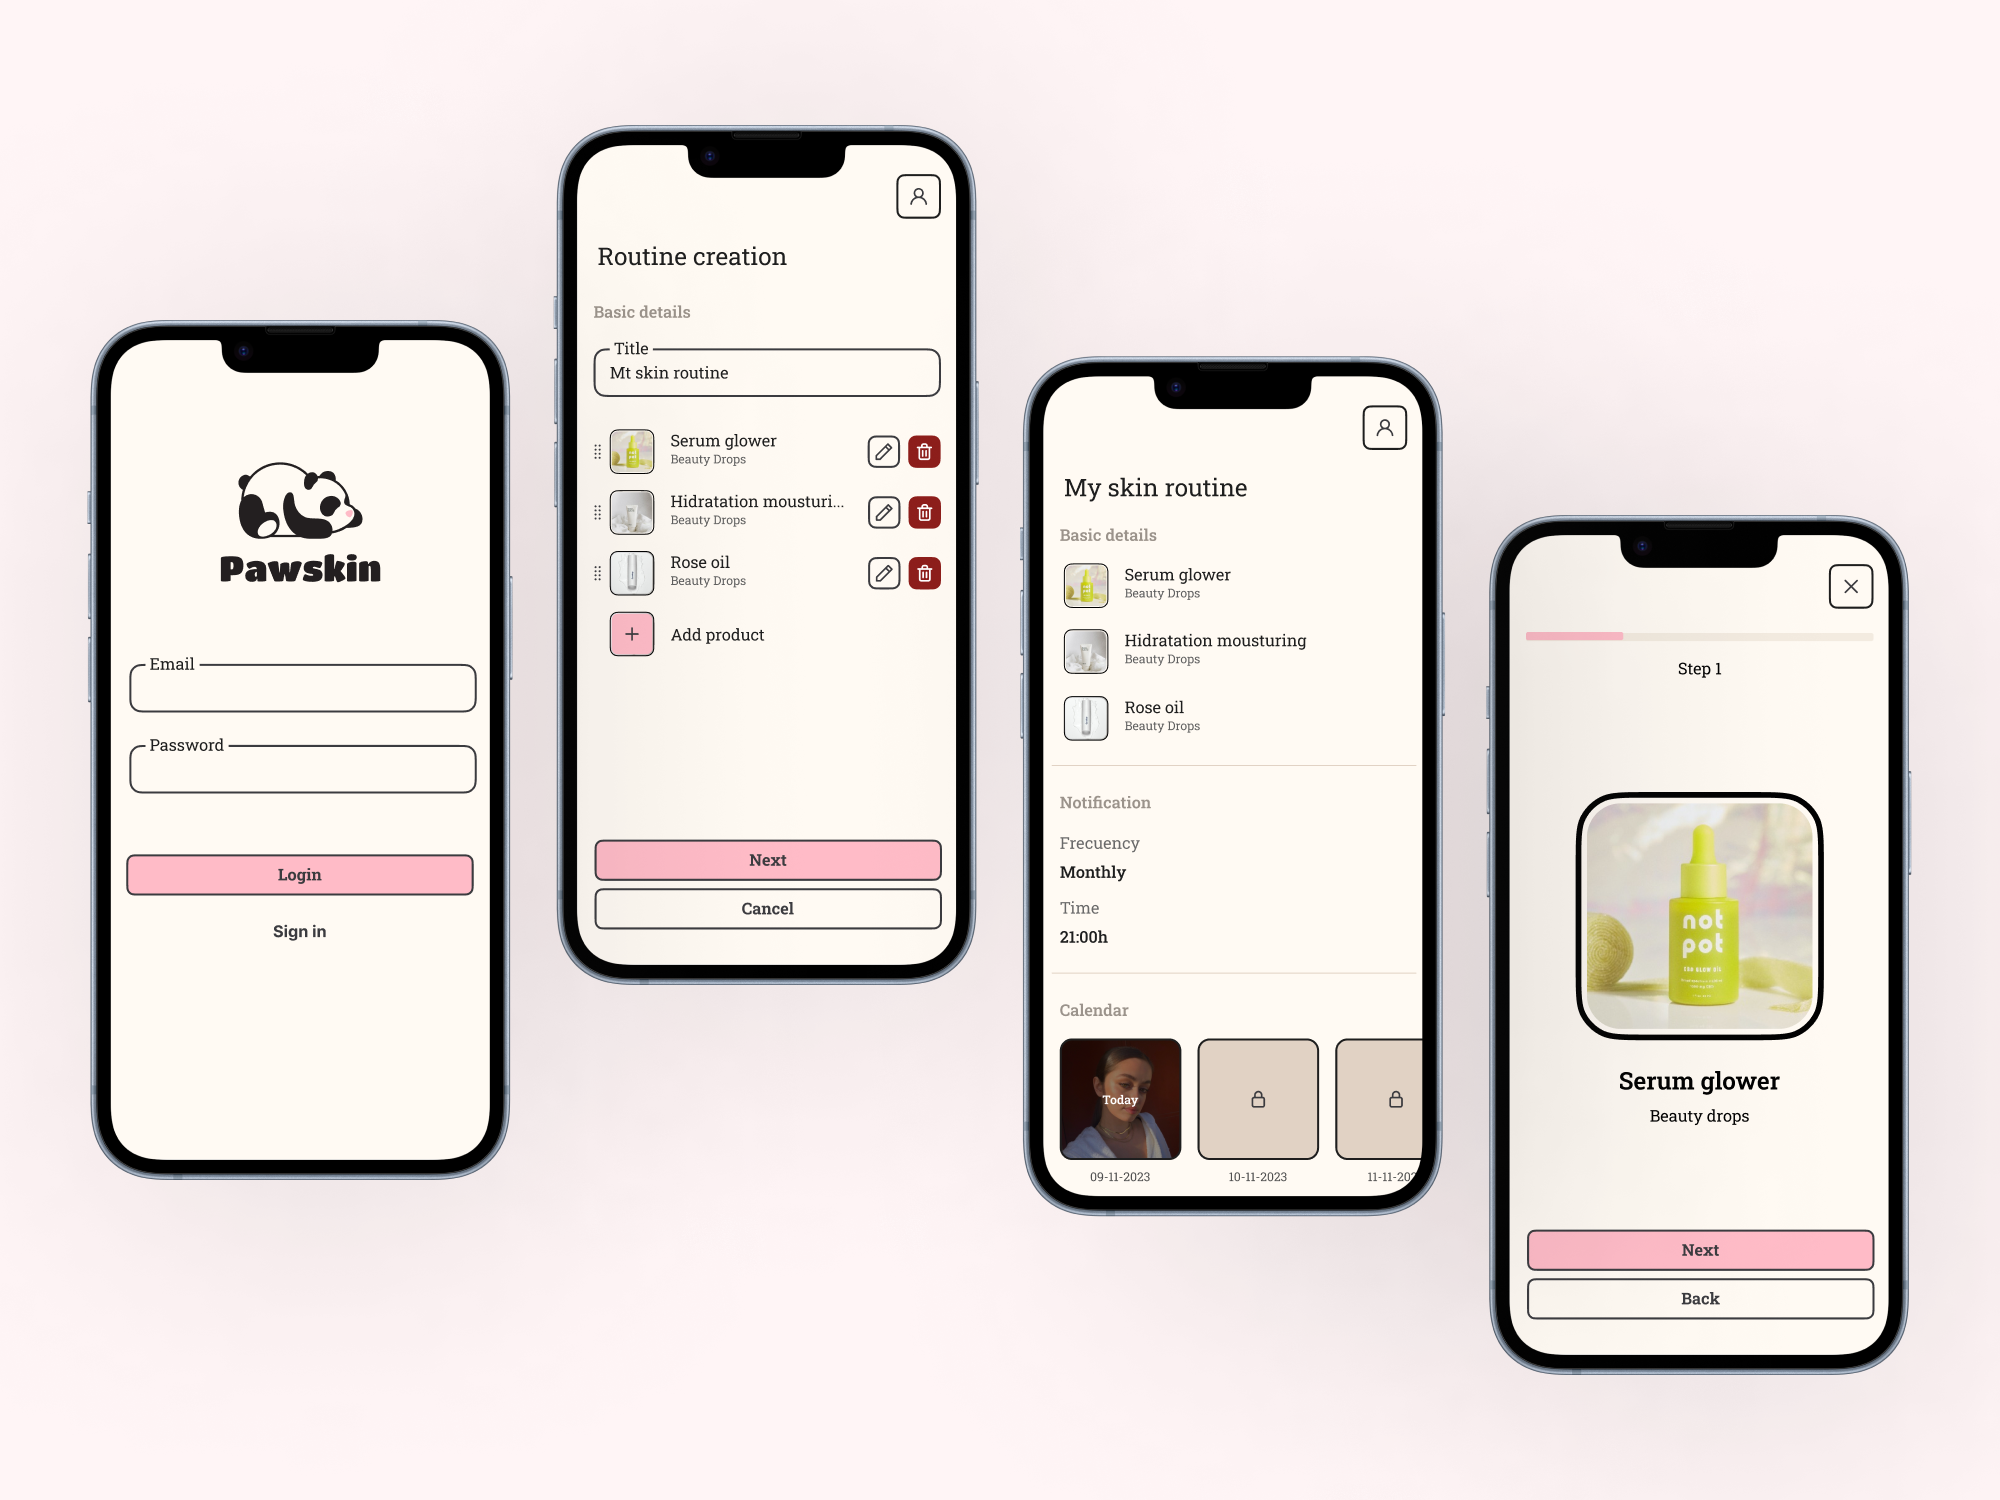 Pawskin
Email
Password
Login
Sign in
Routine creation
Basic details
Title
Mt skin routine
Serum glower
Beauty Drops
Hidratation mousturi...
Beauty Drops
Rose oil
Beauty Drops
Add product
Next
Cancel
My skin routine
Basic details
Serum glower
Beauty Drops
Hidratation mousturing
Beauty Drops
Rose oil
Beauty Drops
Notification
Frecuency
Monthly
Time
21:00h
Calendar
Today
09-11-2023
10-11-2023
11-11-202
Step 1
not
pot
Serum glower
Beauty drops
Next
Back